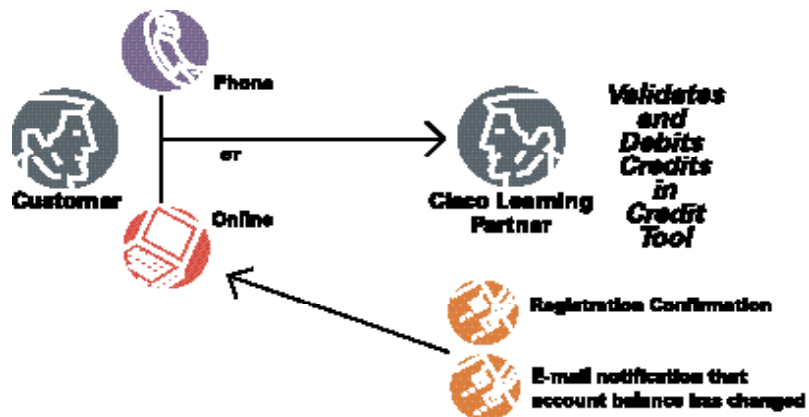 Phone
or
Customer
Online
Cisco Learning
Partner
Validates
and
Debits
Credits
in
Credit
Tool
Registration Confirmation
E-mail notification that
account balance has changed